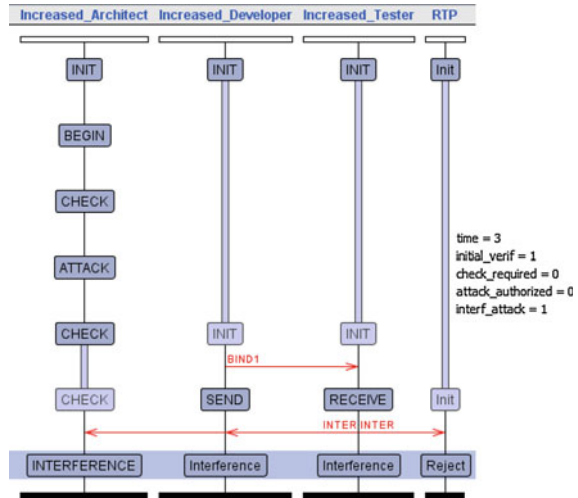 Increased_Architect Increased_Developer Increased_Tester RTP
INIT INIT INIT Init
BEGIN
CHECK
time = 3
initial_verif = 1
ATTACK
check_required = 0
attack_authorized = 0
interf_attack = 1
CHECK INIT INIT
BIND1
CHECK SEND RECEIVE Init
INTER INTER
INTERFERENCE Interference Interference Reject